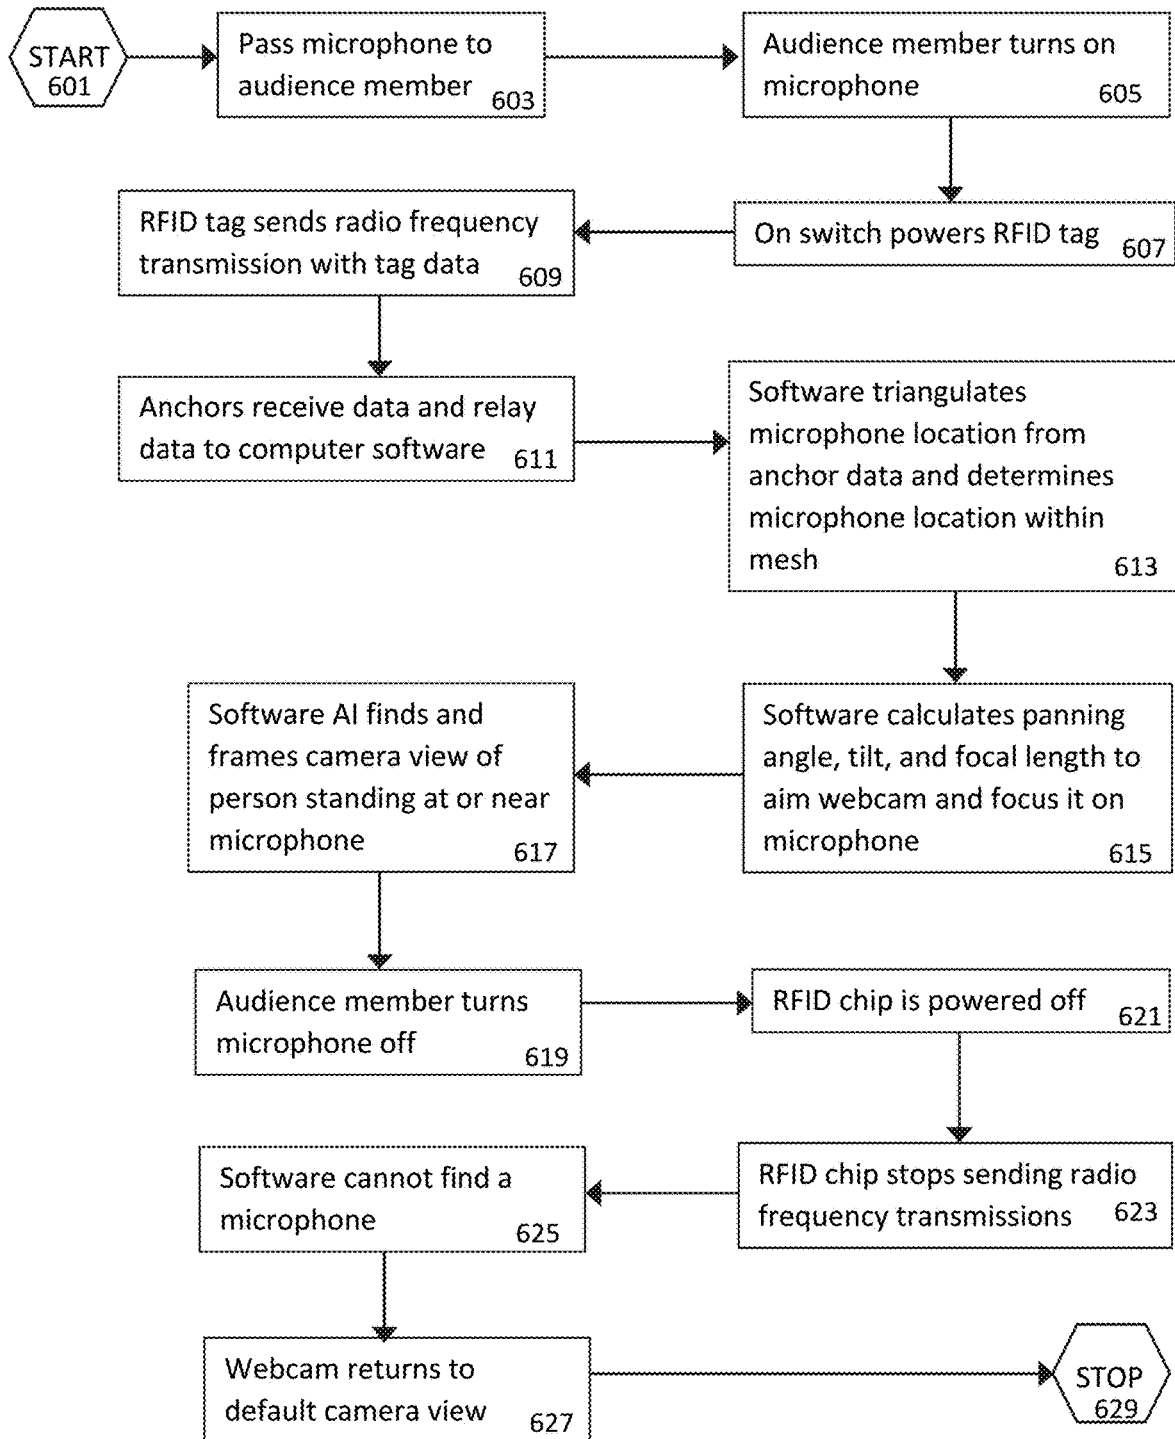 START
601
Pass microphone to
audience member
603
Audience member turns on
microphone
605
On switch powers RFID tag
607
RFID tag sends radio frequency
transmission with tag data
609
Anchors receive data and relay
data to computer software
611
Software triangulates
microphone location from
anchor data and determines
microphone location within
mesh
613
Software calculates panning
angle, tilt, and focal length to
aim webcam and focus it on
microphone
615
Software AI finds and
frames camera view of
person standing at or near
microphone
617
Audience member turns
microphone off
619
RFID chip is powered off
621
RFID chip stops sending radio
frequency transmissions
623
Software cannot find a
microphone
625
Webcam returns to
default camera view
627
STOP
629